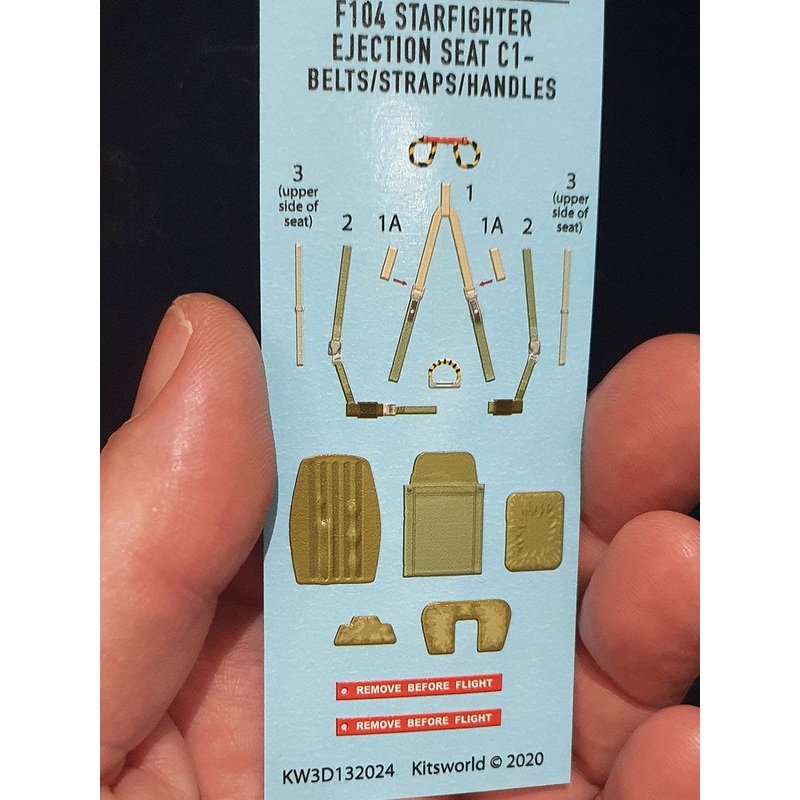 F104 STARFIGHTER
EJECTION SEAT C1-
BELTS/STRAPS/HANDLES
3
(upper
side of
seat)
2
1A
1
1A
2
3
(upper
side of
seat)
REMOVE BEFORE FLIGHT
REMOVE BEFORE FLIGHT
KW3D132024 Kitsworld © 2020